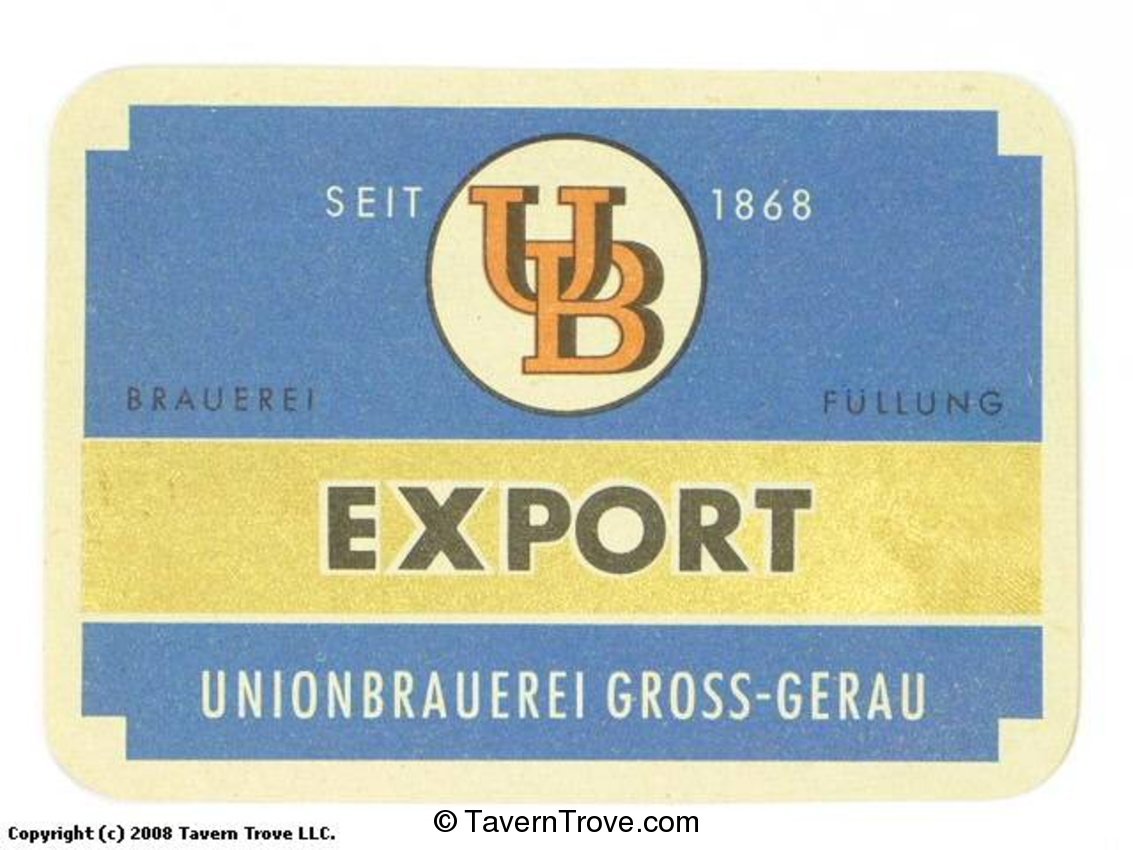 SEIT UB 1868
BRAUEREI FÜLLUNG
EXPORT
UNIONBRAUEREI GROSS-GERAU
© TavernTrove.com
Copyright (c) 2008 Tavern Trove LLC.